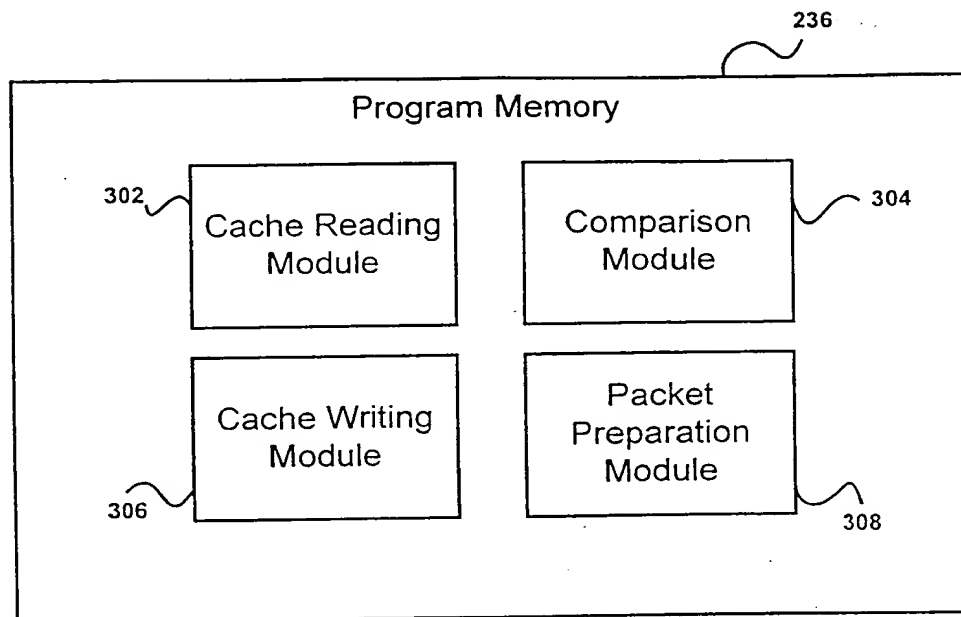 236
Program Memory
302
Cache Reading
Module
Comparison
Module
304
Cache Writing
Module
Packet
Preparation
Module
306
308